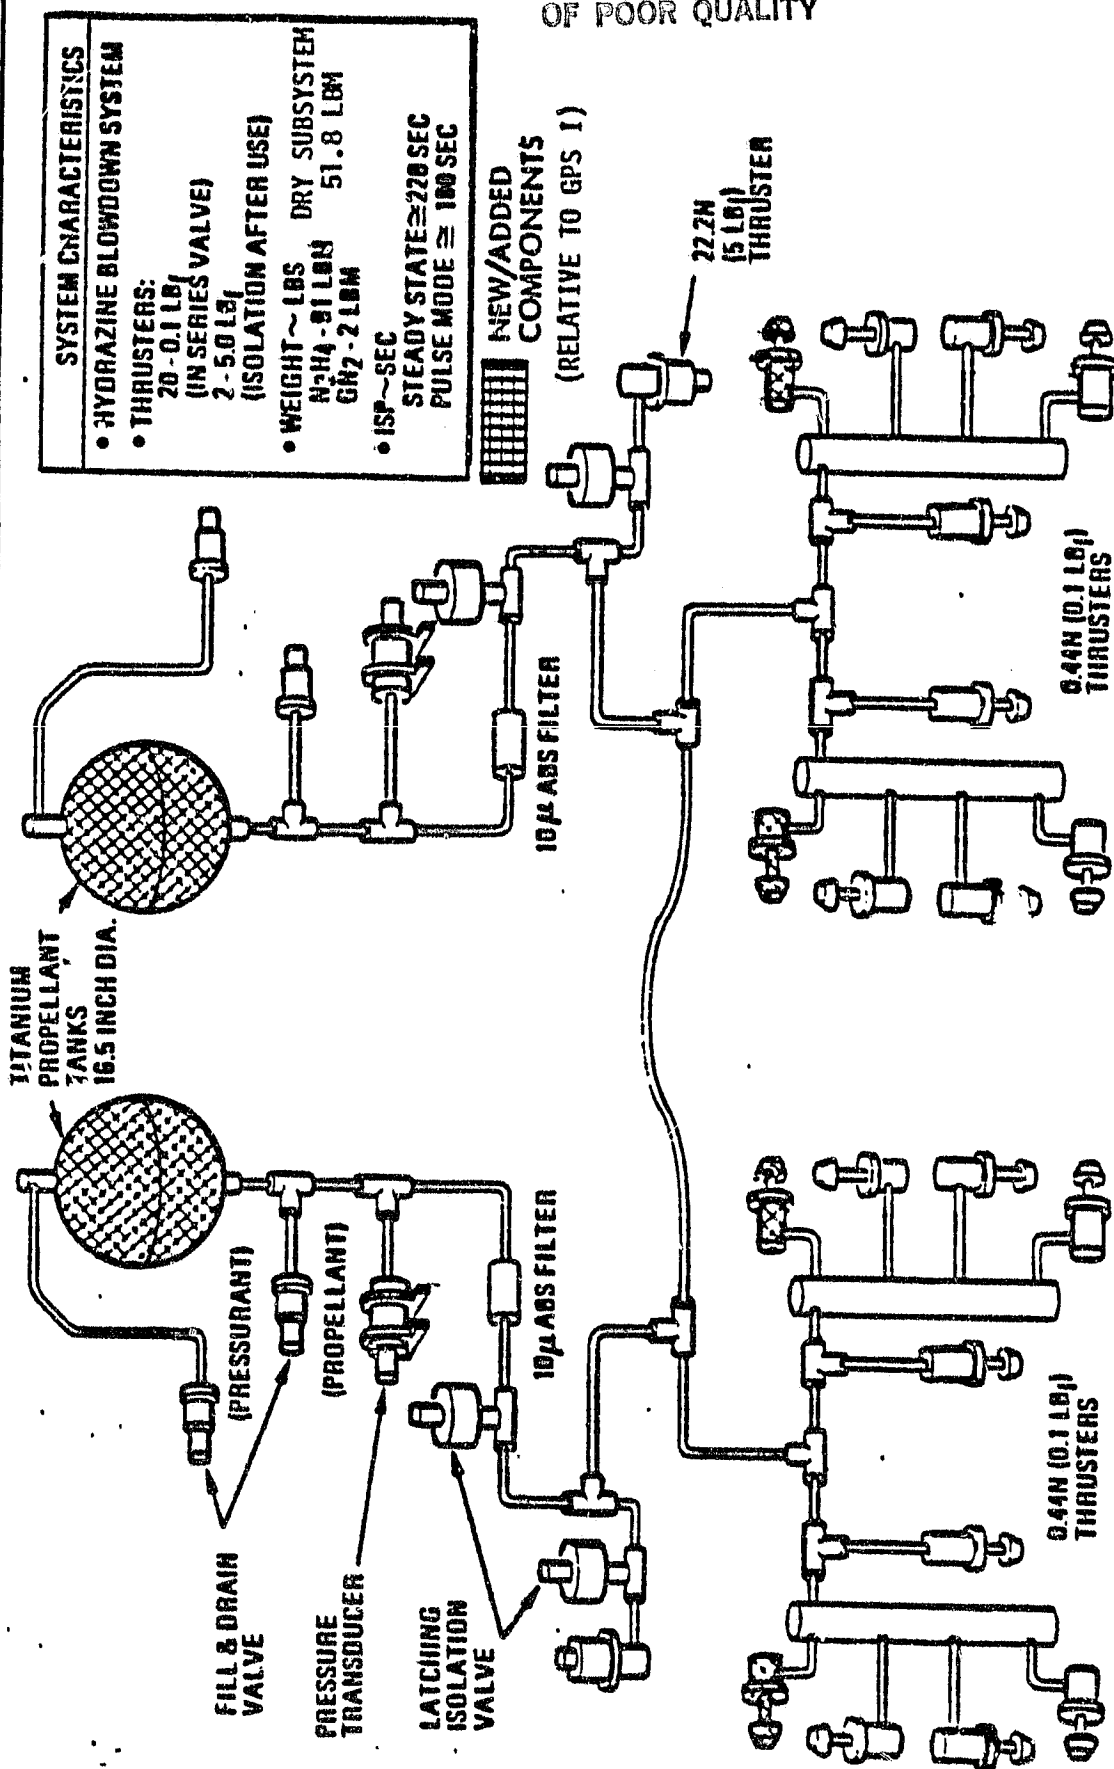 OF POOR QUALITY
SYSTEM CHARACTERISTICS
• HYDRAZINE BLOWDOWN SYSTEM
• THRUSTERS:
20 - 0.1 LBf
(IN SERIES VALVE)
2 - 5.0 LBf
(ISOLATION AFTER USE)
• WEIGHT ~ LBS DRY SUBSYSTEM
N2H4 - 91 LBM 51.8 LBM
GN2 - 2 LBM
• ISP ~ SEC
STEADY STATE ≅ 220 SEC
PULSE MODE ≅ 180 SEC
NEW/ADDED
COMPONENTS
(RELATIVE TO GPS I)
22.2N
(5 LBf)
THRUSTER
TITANIUM
PROPELLANT
TANKS
16.5 INCH DIA.
10µ ABS FILTER
0.44N (0.1 LBf)
THRUSTERS
(PRESSURANT)
(PROPELLANT)
10µ ABS FILTER
FILL & DRAIN
VALVE
PRESSURE
TRANSDUCER
LATCHING
ISOLATION
VALVE
0.44N (0.1 LBf)
THRUSTERS